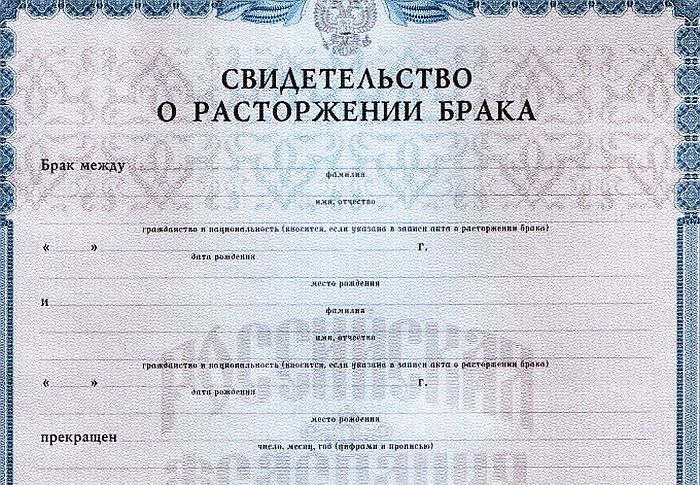 СВИДЕТЕЛЬСТВО
О РАСТОРЖЕНИИ БРАКА
Брак между
фамилия
имя, отчество
гражданство и национальность (вносится, если указана в записи акта о расторжении брака)
« » г.
дата рождения
место рождения
и
фамилия
имя, отчество
гражданство и национальность (вносится, если указана в записи акта о расторжении брака)
« » г.
дата рождения
место рождения
прекращен
число, месяц, год (цифрами и прописью)